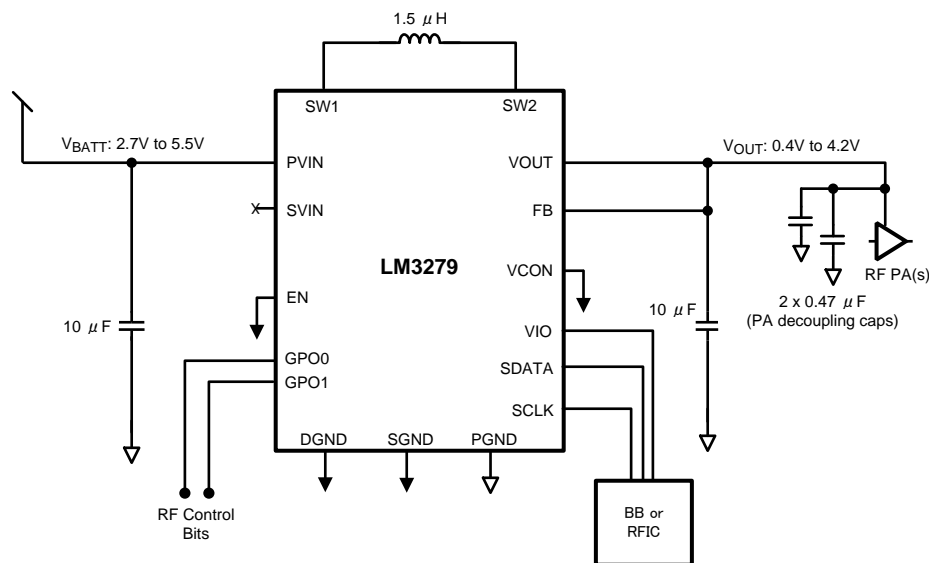 1.5 μH
SW1
SW2
VBATT: 2.7V to 5.5V
PVIN
VOUT
VOUT: 0.4V to 4.2V
X
SVIN
FB
LM3279
VCON
RF PA(s)
EN
10 μF
10 μF
2 x 0.47 μF
(PA decoupling caps)
VIO
GPO0
SDATA
GPO1
SCLK
DGND
SGND
PGND
RF Control
Bits
BB or
RFIC